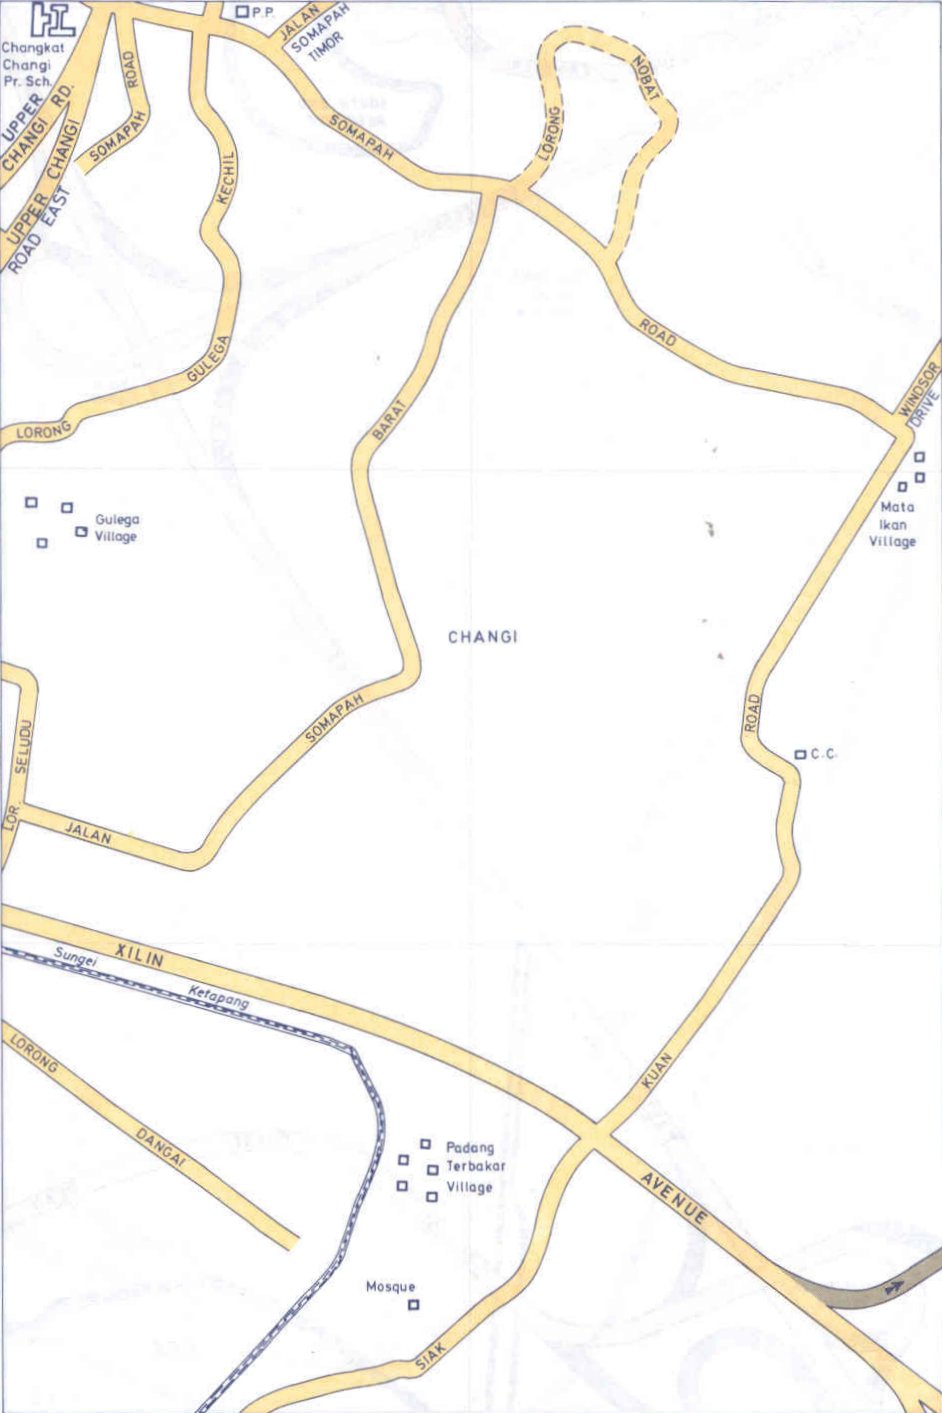 P.P.
JALAN
SOMAPAH
TIMOR
Changkat
Changi
Pr. Sch.
UPPER
CHANGI RD.
UPPER CHANGI
ROAD EAST
SOMAPAH ROAD
SOMAPAH
ROAD
LORONG
NOBAT
LORONG
GULEGA
KECHIL
WINDSOR
DRIVE
Mata
Ikan
Village
Gulega
Village
BARAT
CHANGI
SOMAPAH
JALAN
LOR.
SELUDU
ROAD
C.C.
KUAN
SIAK
XILIN
AVENUE
Sungei
Ketapang
LORONG
DANGAI
Padang
Terbakar
Village
Mosque